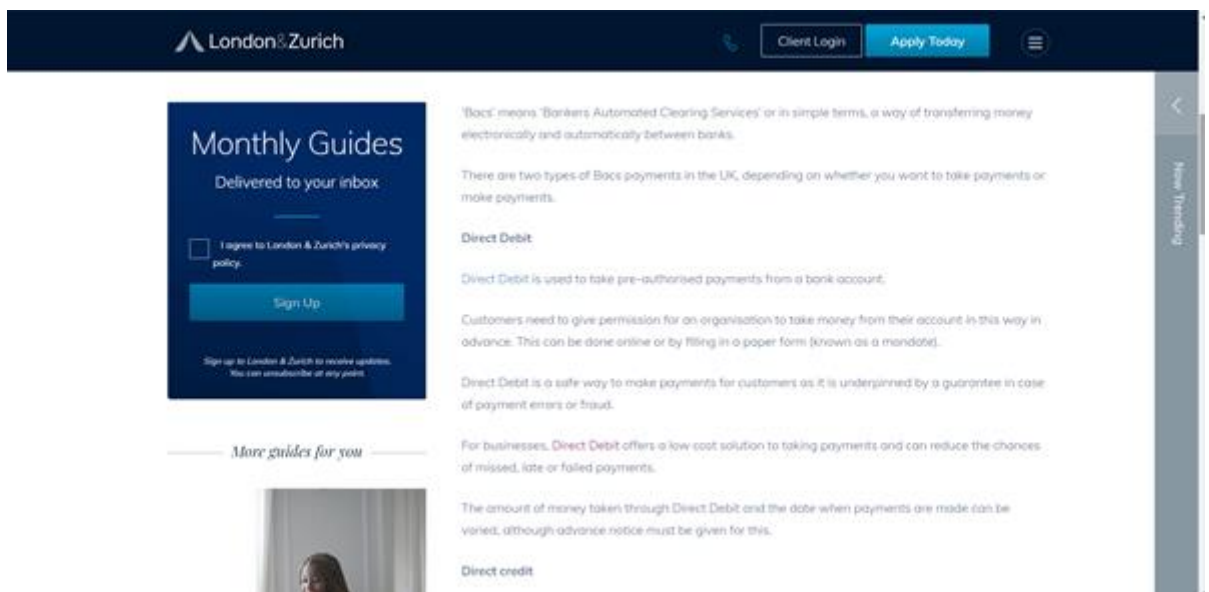 London&Zurich
Client Login
Apply Today
Monthly Guides
Delivered to your inbox
I agree to London & Zurich's privacy
policy.
Sign Up
Sign up to London & Zurich to receive updates.
You can unsubscribe at any point
More guides for you
'Bacs' means 'Bankers Automated Clearing Services' or in simple terms, a way of transferring money
electronically and automatically between banks.
There are two types of Bacs payments in the UK, depending on whether you want to take payments or
make payments.
Direct Debit
Direct Debit is used to take pre-authorised payments from a bank account.
Customers need to give permission for an organisation to take money from their account in this way in
advance. This can be done online or by filling in a paper form (known as a mandate).
Direct Debit is a safe way to make payments for customers as it is underpinned by a guarantee in case
of payment errors or fraud.
For businesses, Direct Debit offers a low cost solution to taking payments and can reduce the chances
of missed, late or failed payments.
The amount of money taken through Direct Debit and the date when payments are made can be
varied, although advance notice must be given for this.
Direct credit
Now Trending